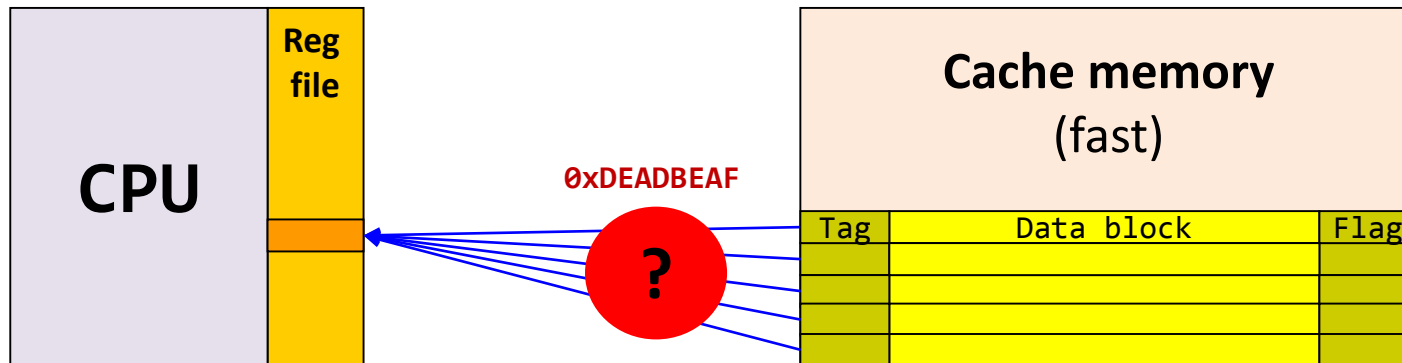 CPU
Reg
file
0xDEADBEAF
?
Cache memory
(fast)
Tag Data block Flag